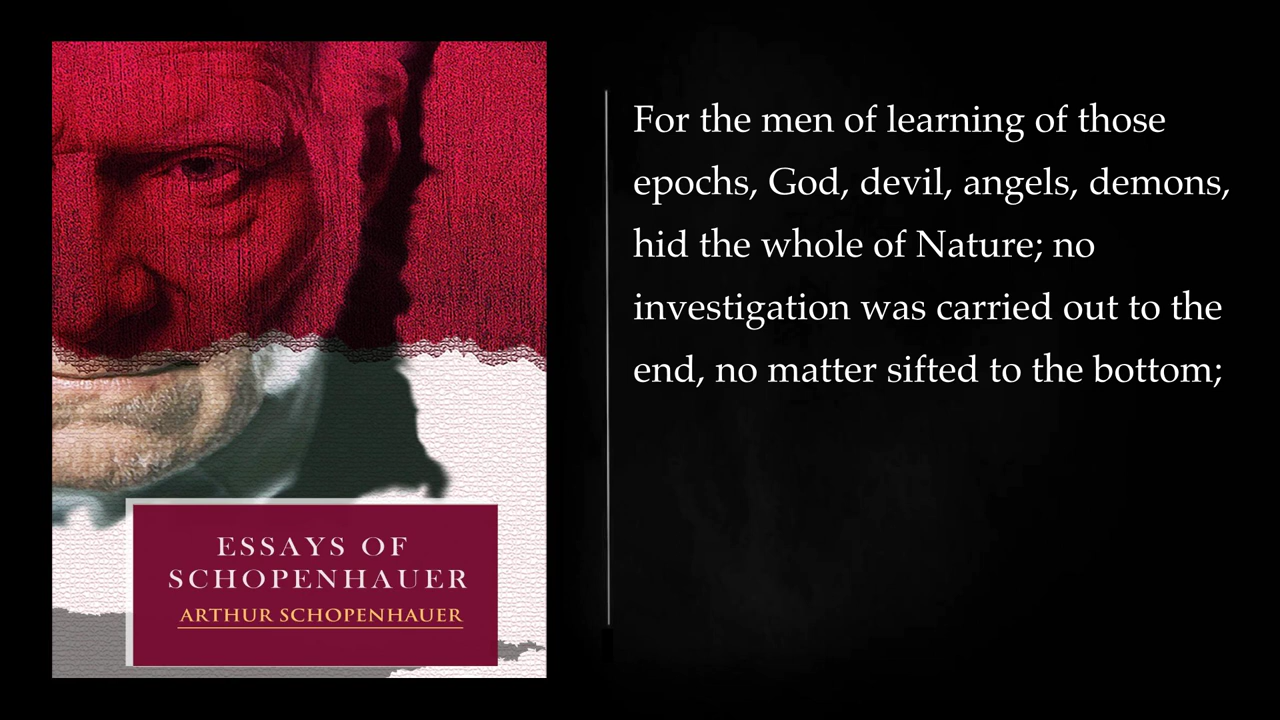 ESSAYS OF
SCHOPENHAUER
ARTHUR SCHOPENHAUER
For the men of learning of those
epochs, God, devil, angels, demons,
hid the whole of Nature; no
investigation was carried out to the
end, no matter sifted to the bottom;